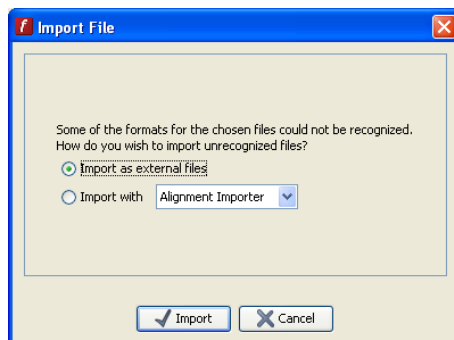 f Import File
Some of the formats for the chosen files could not be recognized.
How do you wish to import unrecognized files?
Import as external files
Import with Alignment Importer
Import Cancel